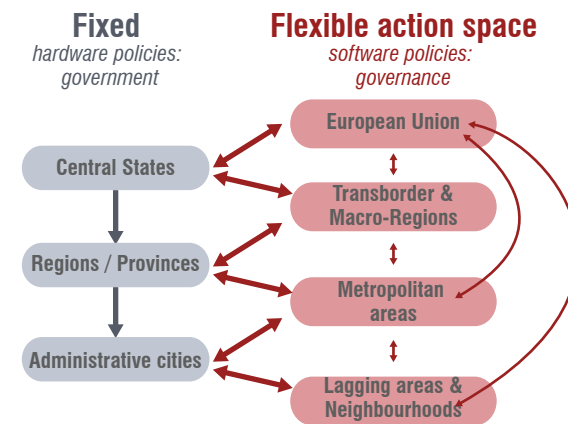 Fixed
hardware policies:
government
Flexible action space
software policies:
governance
European Union
Central States
Transborder &
Macro-Regions
Regions / Provinces
Metropolitan
areas
Administrative cities
Lagging areas &
Neighbourhoods